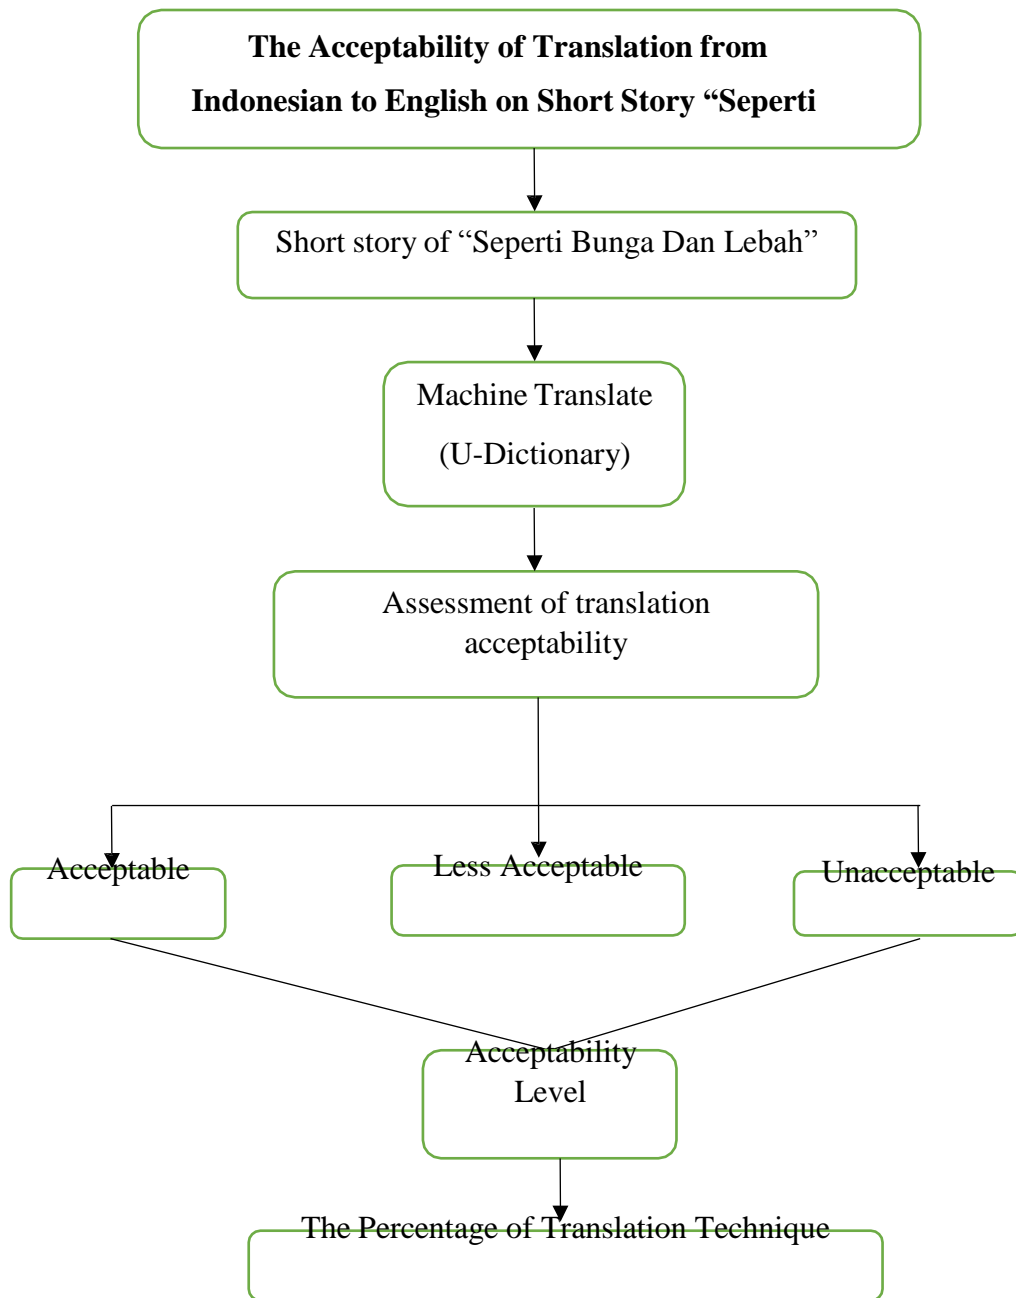 The Acceptability of Translation from
Indonesian to English on Short Story “Seperti
Short story of “Seperti Bunga Dan Lebah”
Machine Translate
(U-Dictionary)
Assessment of translation
acceptability
Acceptable
Less Acceptable
Unacceptable
Acceptability
Level
The Percentage of Translation Technique